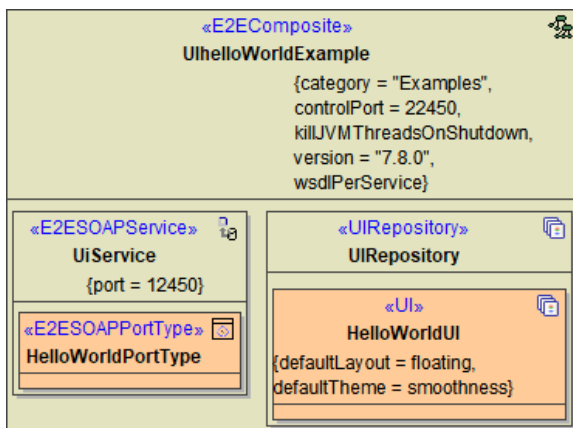 «E2EComposite»
UIhelloWorldExample
{category = "Examples",
controlPort = 22450,
killJVMThreadsOnShutdown,
version = "7.8.0",
wsdlPerService}
«E2ESOAPService»
UiService
{port = 12450}
«E2ESOAPPortType»
HelloWorldPortType
«UIRepository»
UIRepository
«UI»
HelloWorldUI
{defaultLayout = floating,
defaultTheme = smoothness}